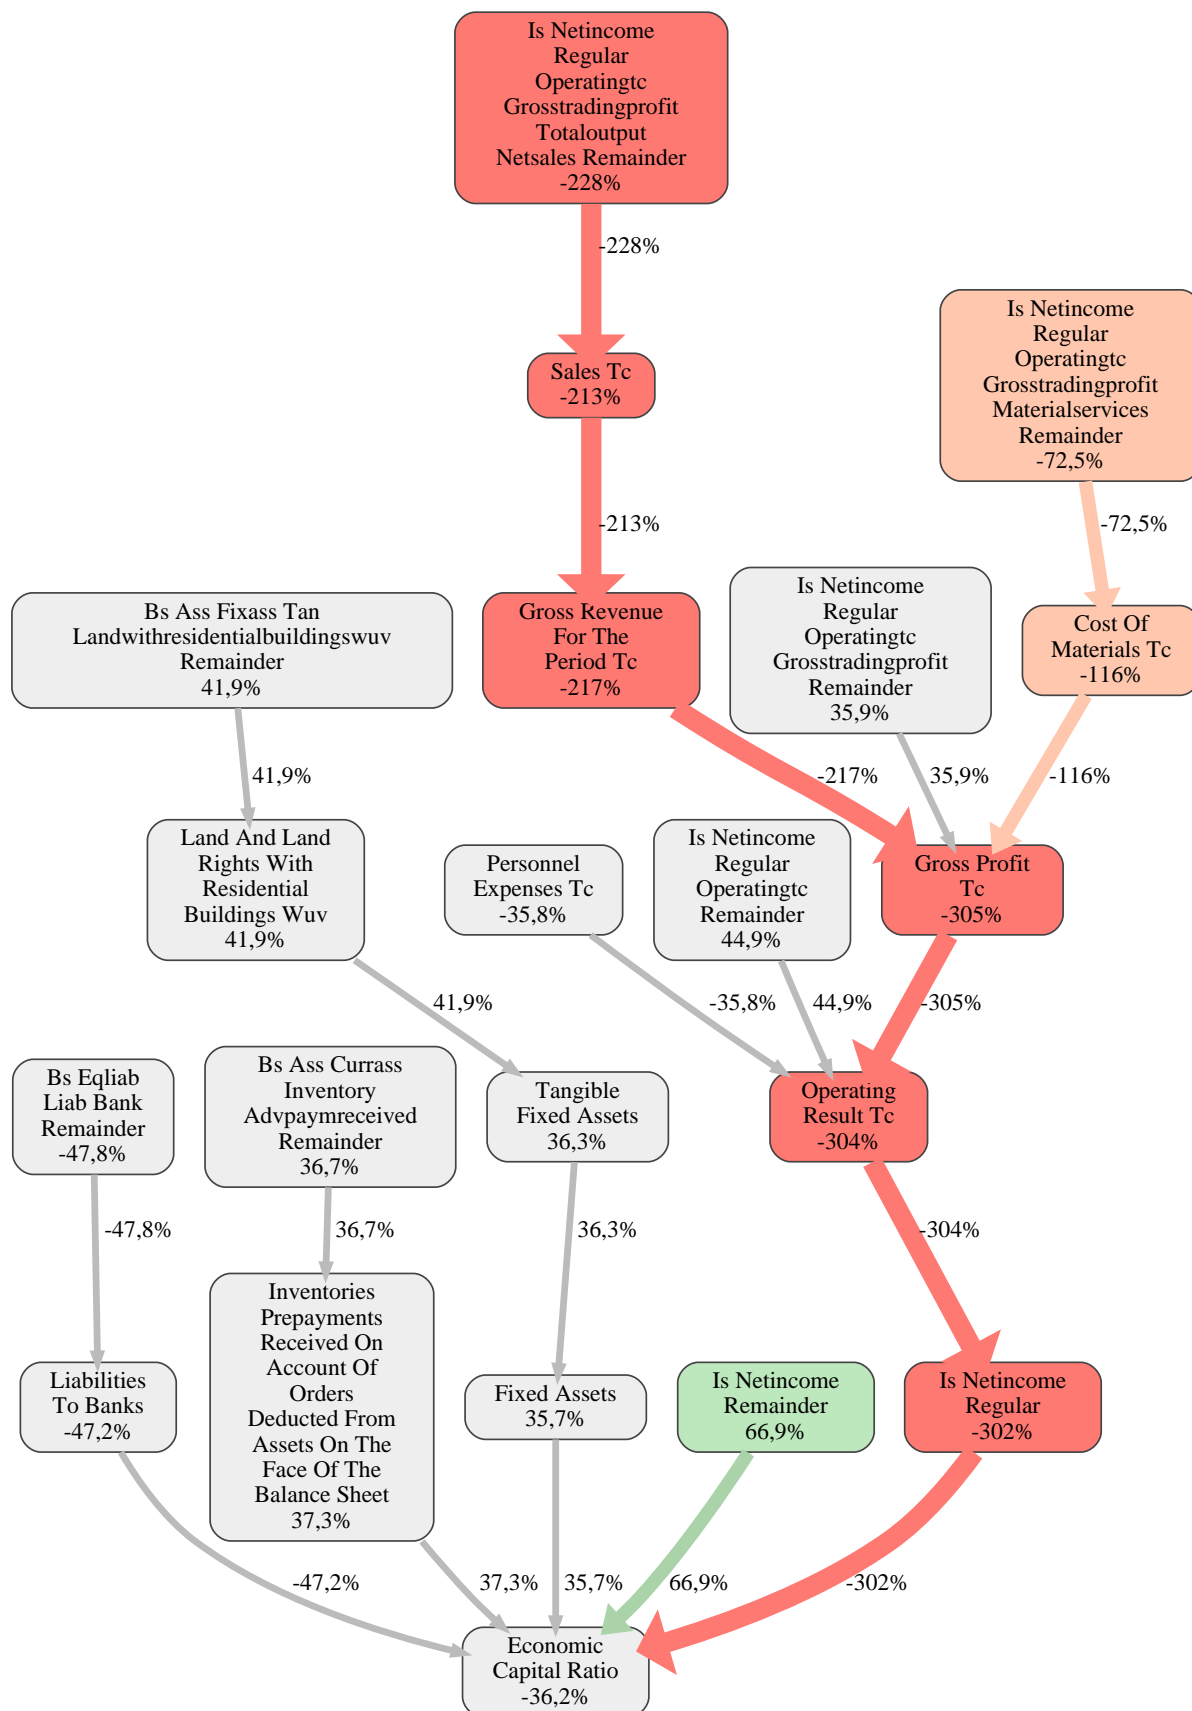 Is Netincome
Regular
Operatingtc
Grosstradingprofit
Totaloutput
Netsales Remainder
-228%
-228%
Is Netincome
Regular
Operatingtc
Grosstradingprofit
Materialservices
Remainder
-72,5%
Sales Tc
-213%
-213%
-72,5%
Bs Ass Fixass Tan
Landwithresidentialbuildingswuv
Remainder
41,9%
Gross Revenue
For The
Period Tc
-217%
Is Netincome
Regular
Operatingtc
Grosstradingprofit
Remainder
35,9%
Cost Of
Materials Tc
-116%
41,9%
-217%
35,9%
-116%
Land And Land
Rights With
Residential
Buildings Wuv
41,9%
Personnel
Expenses Tc
-35,8%
Is Netincome
Regular
Operatingtc
Remainder
44,9%
Gross Profit
Tc
-305%
41,9%
-35,8%
44,9%
-305%
Bs Eqliab
Liab Bank
Remainder
-47,8%
Bs Ass Currass
Inventory
Advpaymreceived
Remainder
36,7%
Tangible
Fixed Assets
36,3%
Operating
Result Tc
-304%
-47,8%
36,7%
36,3%
-304%
Liabilities
To Banks
-47,2%
Inventories
Prepayments
Received On
Account Of
Orders
Deducted From
Assets On The
Face Of The
Balance Sheet
37,3%
Fixed Assets
35,7%
Is Netincome
Remainder
66,9%
Is Netincome
Regular
-302%
-47,2%
37,3%
35,7%
66,9%
-302%
Economic
Capital Ratio
-36,2%